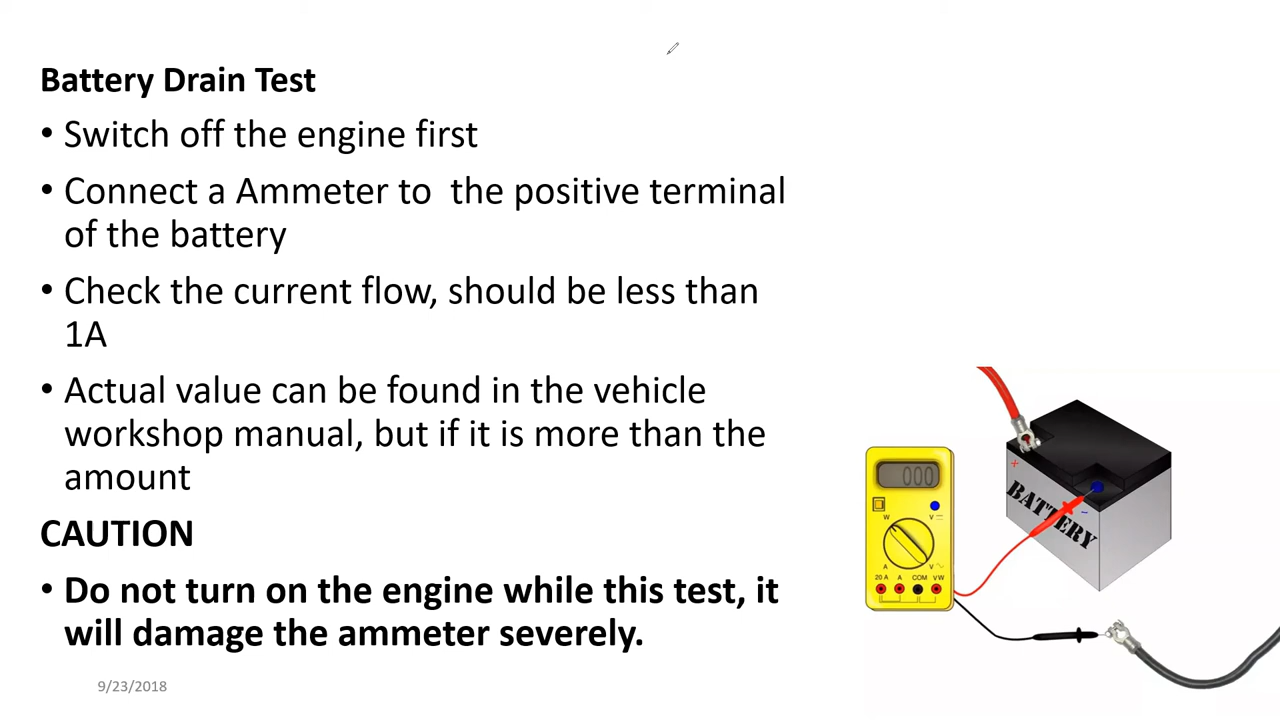 Battery Drain Test
• Switch off the engine first
• Connect a Ammeter to  the positive terminal
of the battery
• Check the current flow, should be less than
1A
• Actual value can be found in the vehicle
workshop manual, but if it is more than the
amount
CAUTION
• Do not turn on the engine while this test, it
will damage the ammeter severely.
9/23/2018
000
W V
A V
20 A A COM V W
+
BATTERY
-